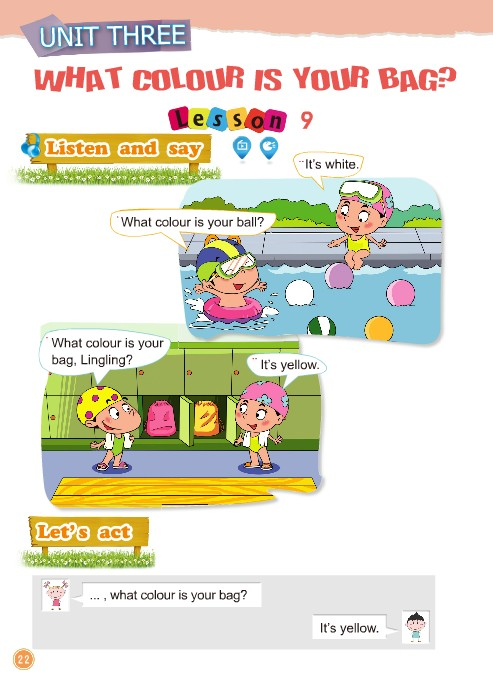 UNIT THREE
WHAT COLOUR IS YOUR BAG?
Lesson 9
Listen and say
It's white.
What colour is your ball?
What colour is your
bag, Lingling?
It's yellow.
Let's act
... , what colour is your bag?
It's yellow.
22